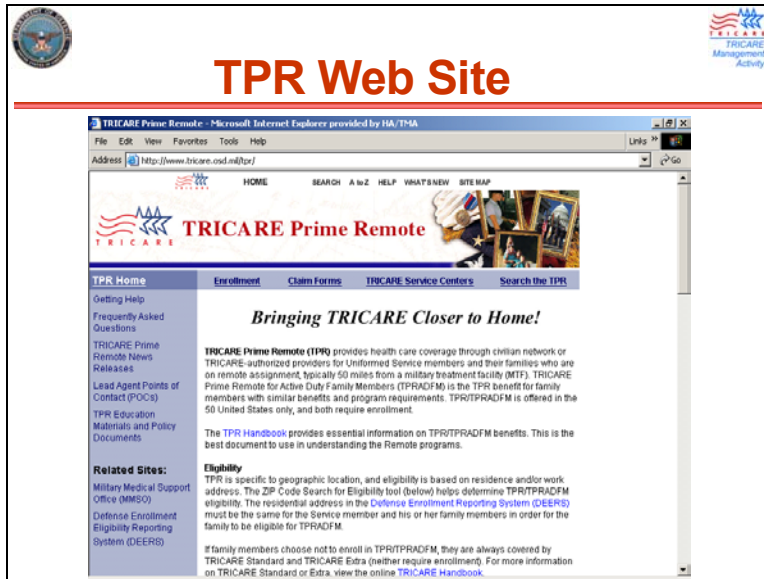 TRICARE
TRICARE
Management
Activity
TPR Web Site
TRICARE Prime Remote - Microsoft Internet Explorer provided by HA/TMA
File Edit View Favorites Tools Help
Links »
Address http://www.tricare.osd.mil/tpr/
Go
HOME SEARCH A to Z HELP WHAT'S NEW SITE MAP
TRICARE
TRICARE Prime Remote
TPR Home
Enrollment Claim Forms TRICARE Service Centers Search the TPR
Getting Help
Frequently Asked
Questions
TRICARE Prime
Remote News
Releases
Lead Agent Points of
Contact (POCs)
TPR Education
Materials and Policy
Documents
Related Sites:
Military Medical Support
Office (MMSO)
Defense Enrollment
Eligibility Reporting
System (DEERS)
Bringing TRICARE Closer to Home!
TRICARE Prime Remote (TPR) provides health care coverage through civilian network or
TRICARE-authorized providers for Uniformed Service members and their families who are
on remote assignment, typically 50 miles from a military treatment facility (MTF). TRICARE
Prime Remote for Active Duty Family Members (TPRADFM) is the TPR benefit for family
members with similar benefits and program requirements. TPR/TPRADFM is offered in the
50 United States only, and both require enrollment.
The TPR Handbook provides essential information on TPR/TPRADFM benefits. This is the
best document to use in understanding the Remote programs.
Eligibility
TPR is specific to geographic location, and eligibility is based on residence and/or work
address. The ZIP Code Search for Eligibility tool (below) helps determine TPR/TPRADFM
eligibility. The residential address in the Defense Enrollment Reporting System (DEERS)
must be the same for the Service member and his or her family members in order for the
family to be eligible for TPRADFM.
If family members choose not to enroll in TPR/TPRADFM, they are always covered by
TRICARE Standard and TRICARE Extra (neither require enrollment). For more information
on TRICARE Standard or Extra, view the online TRICARE Handbook.